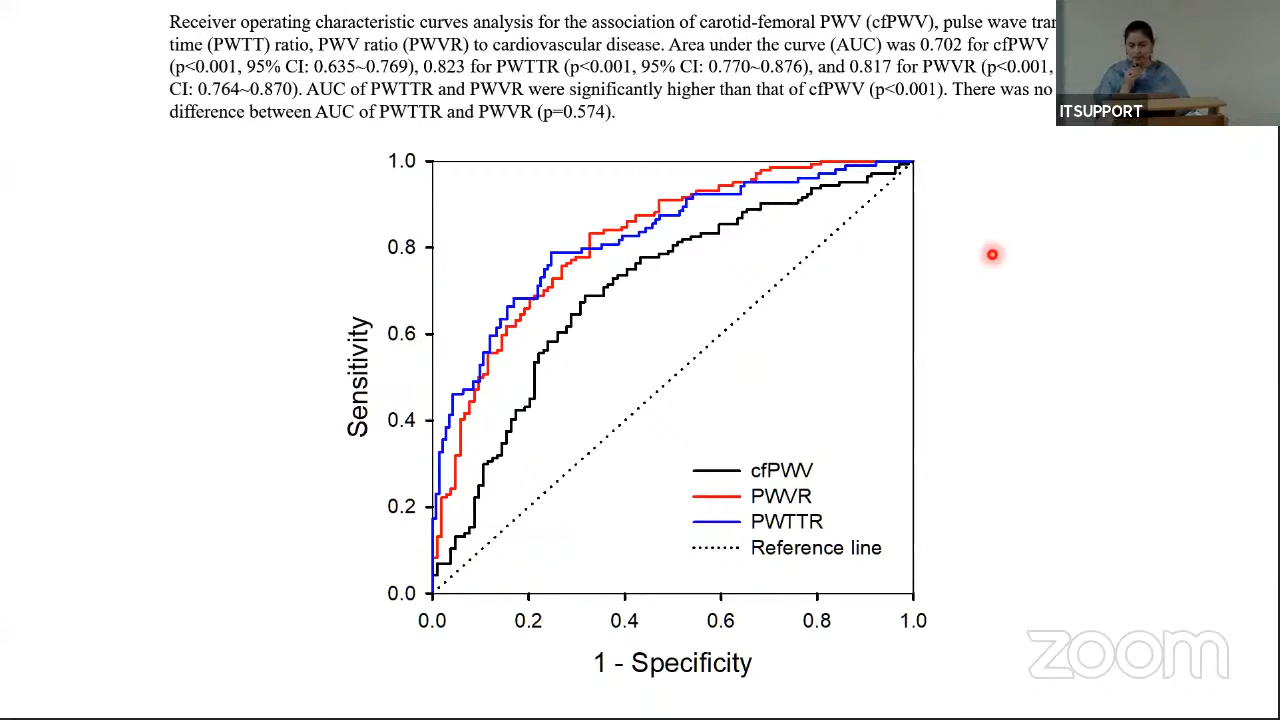 Receiver operating characteristic curves analysis for the association of carotid-femoral PWV (cfPWV), pulse wave
time (PWTT) ratio, PWV ratio (PWVR) to cardiovascular disease. Area under the curve (AUC) was 0.702 for cfPWV
(p<0.001, 95% CI: 0.635~0.769), 0.823 for PWTTR (p<0.001, 95% CI: 0.770~0.876), and 0.817 for PWVR (p<0.001,
CI: 0.764~0.870). AUC of PWTTR and PWVR were significantly higher than that of cfPWV (p<0.001). There was no
difference between AUC of PWTTR and PWVR (p=0.574).
ITSUPPORT
1.0
0.8
0.6
0.4
0.2
0.0
Sensitivity
cfPWV
PWVR
PWTTR
Reference line
0.0 0.2 0.4 0.6 0.8 1.0
1 - Specificity
zoom